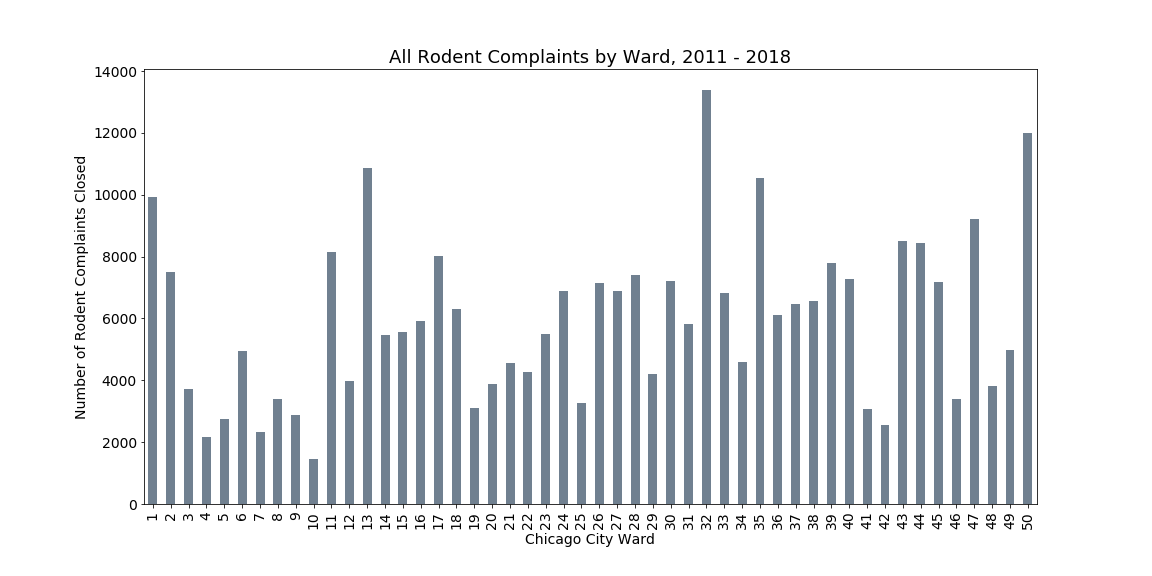 All Rodent Complaints by Ward, 2011 - 2018
Number of Rodent Complaints Closed
14000
12000
10000
8000
6000
4000
2000
0
1 2 3 4 5 6 7 8 9 10 11 12 13 14 15 16 17 18 19 20 21 22 23 24 25 26 27 28 29 30 31 32 33 34 35 36 37 38 39 40 41 42 43 44 45 46 47 48 49 50
Chicago City Ward